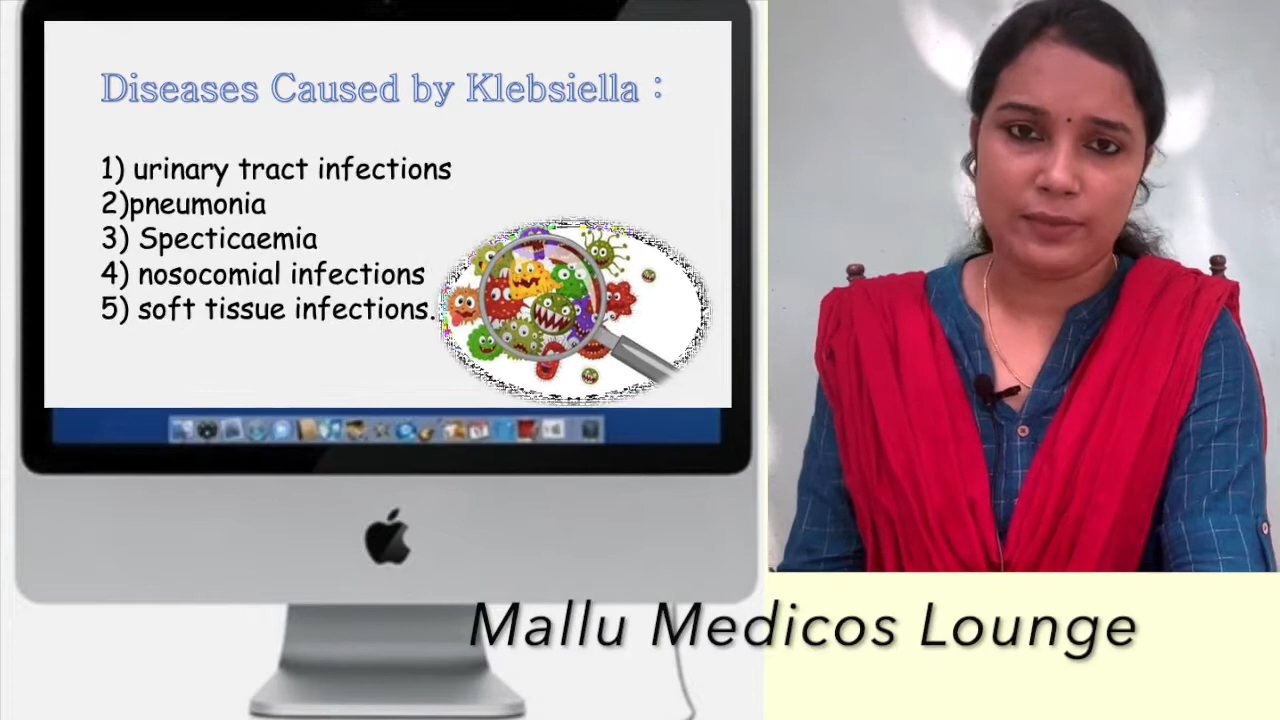 Diseases Caused by Klebsiella :
1) urinary tract infections
2)pneumonia
3) Specticaemia
4) nosocomial infections
5) soft tissue infections.
Mallu Medicos Lounge